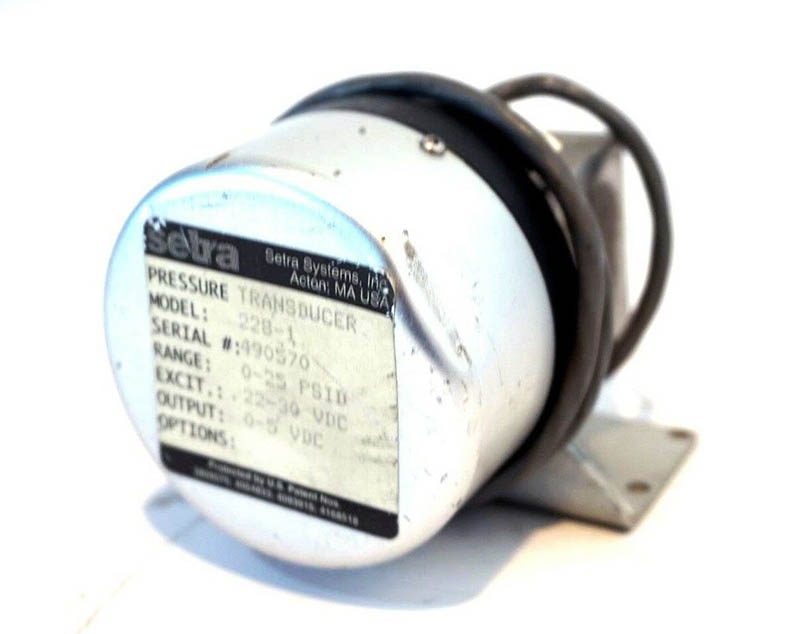 setra
Setra Systems, Inc.
Acton, MA USA
PRESSURE TRANSDUCER
MODEL: 228-1
SERIAL #: 490570
RANGE: 0-25 PSID
EXCIT.: 22-30 VDC
OUTPUT: 0-5 VDC
OPTIONS:
Protected by U.S. Patent Nos.